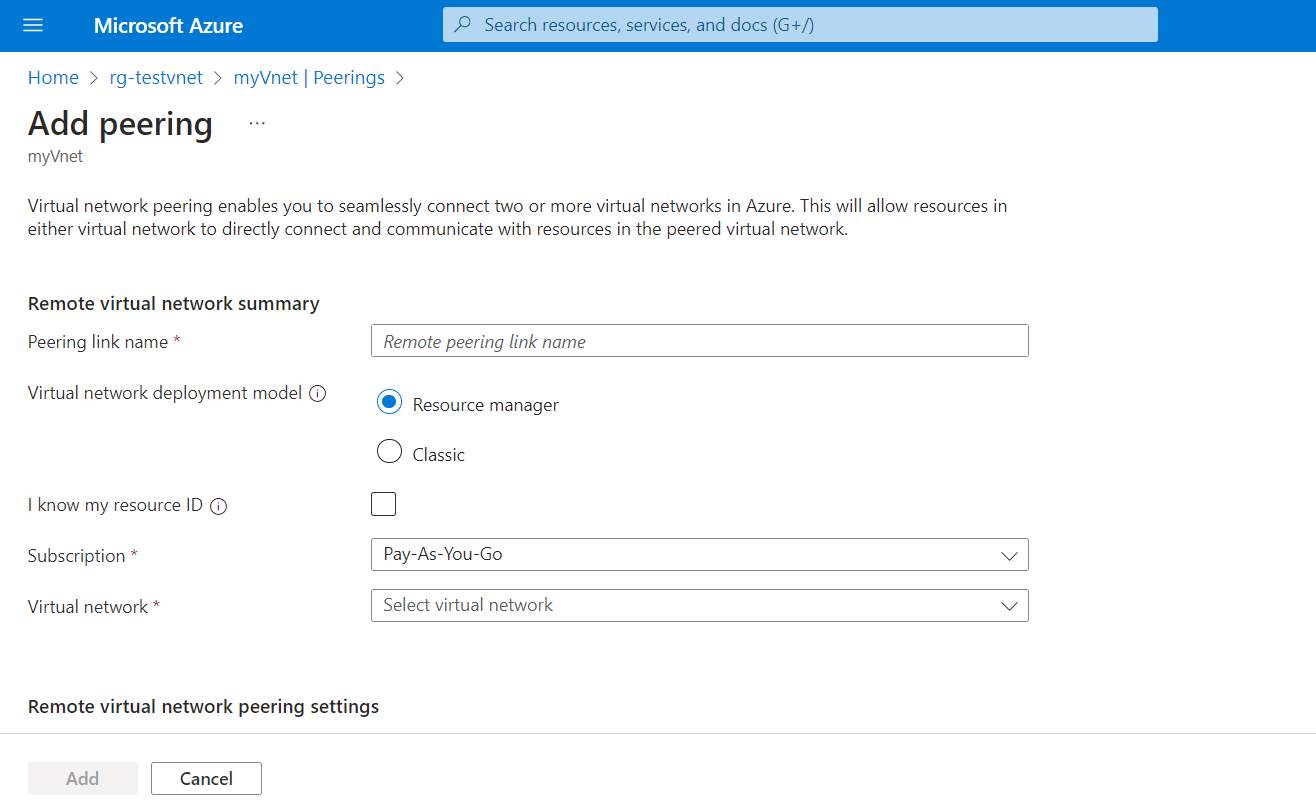 Microsoft Azure
Search resources, services, and docs (G+/)
Home > rg-testvnet > myVnet | Peerings >
Add peering ...
myVnet
Virtual network peering enables you to seamlessly connect two or more virtual networks in Azure. This will allow resources in
either virtual network to directly connect and communicate with resources in the peered virtual network.
Remote virtual network summary
Peering link name *
Remote peering link name
Virtual network deployment model
Resource manager
Classic
I know my resource ID
Subscription *
Pay-As-You-Go
Virtual network *
Select virtual network
Remote virtual network peering settings
Add
Cancel